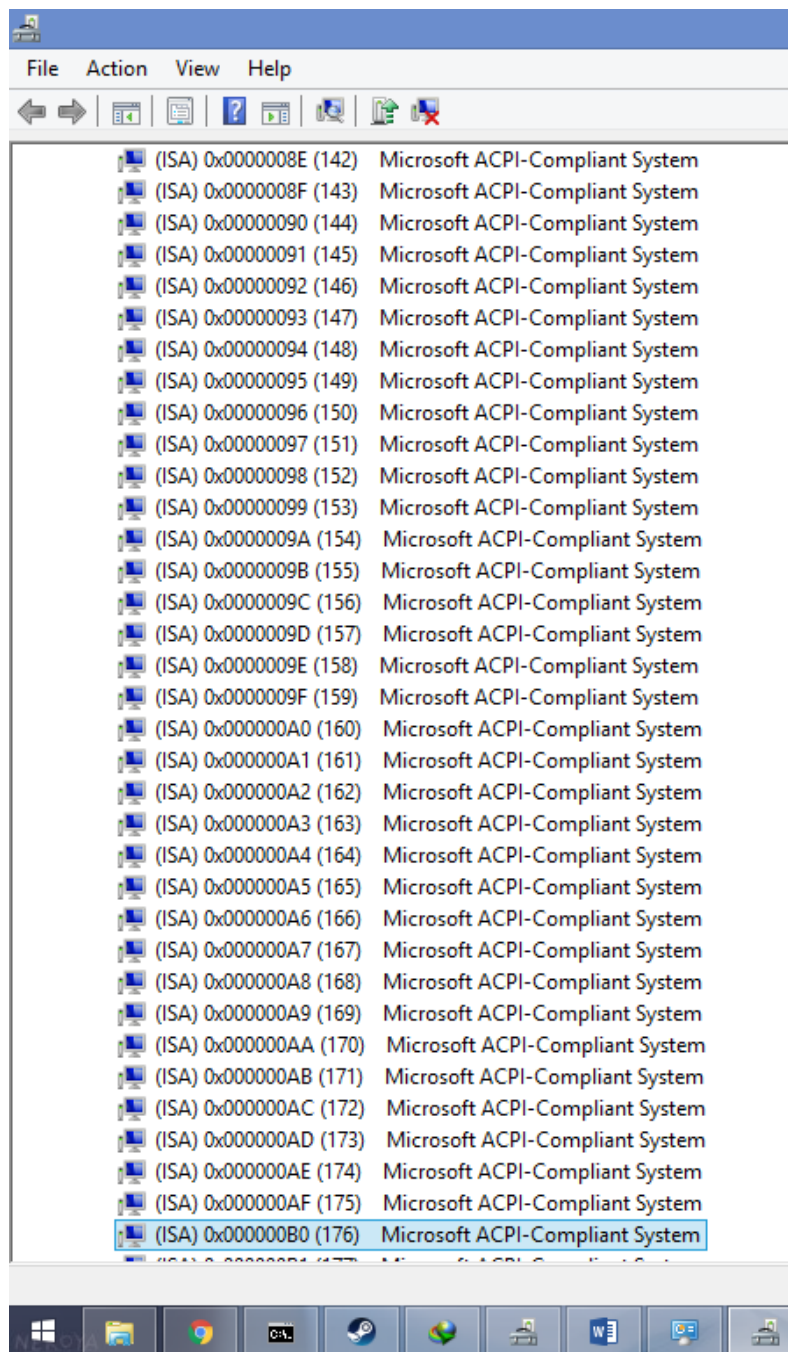 File Action View Help
(ISA) 0x0000008E (142) Microsoft ACPI-Compliant System
(ISA) 0x0000008F (143) Microsoft ACPI-Compliant System
(ISA) 0x00000090 (144) Microsoft ACPI-Compliant System
(ISA) 0x00000091 (145) Microsoft ACPI-Compliant System
(ISA) 0x00000092 (146) Microsoft ACPI-Compliant System
(ISA) 0x00000093 (147) Microsoft ACPI-Compliant System
(ISA) 0x00000094 (148) Microsoft ACPI-Compliant System
(ISA) 0x00000095 (149) Microsoft ACPI-Compliant System
(ISA) 0x00000096 (150) Microsoft ACPI-Compliant System
(ISA) 0x00000097 (151) Microsoft ACPI-Compliant System
(ISA) 0x00000098 (152) Microsoft ACPI-Compliant System
(ISA) 0x00000099 (153) Microsoft ACPI-Compliant System
(ISA) 0x0000009A (154) Microsoft ACPI-Compliant System
(ISA) 0x0000009B (155) Microsoft ACPI-Compliant System
(ISA) 0x0000009C (156) Microsoft ACPI-Compliant System
(ISA) 0x0000009D (157) Microsoft ACPI-Compliant System
(ISA) 0x0000009E (158) Microsoft ACPI-Compliant System
(ISA) 0x0000009F (159) Microsoft ACPI-Compliant System
(ISA) 0x000000A0 (160) Microsoft ACPI-Compliant System
(ISA) 0x000000A1 (161) Microsoft ACPI-Compliant System
(ISA) 0x000000A2 (162) Microsoft ACPI-Compliant System
(ISA) 0x000000A3 (163) Microsoft ACPI-Compliant System
(ISA) 0x000000A4 (164) Microsoft ACPI-Compliant System
(ISA) 0x000000A5 (165) Microsoft ACPI-Compliant System
(ISA) 0x000000A6 (166) Microsoft ACPI-Compliant System
(ISA) 0x000000A7 (167) Microsoft ACPI-Compliant System
(ISA) 0x000000A8 (168) Microsoft ACPI-Compliant System
(ISA) 0x000000A9 (169) Microsoft ACPI-Compliant System
(ISA) 0x000000AA (170) Microsoft ACPI-Compliant System
(ISA) 0x000000AB (171) Microsoft ACPI-Compliant System
(ISA) 0x000000AC (172) Microsoft ACPI-Compliant System
(ISA) 0x000000AD (173) Microsoft ACPI-Compliant System
(ISA) 0x000000AE (174) Microsoft ACPI-Compliant System
(ISA) 0x000000AF (175) Microsoft ACPI-Compliant System
(ISA) 0x000000B0 (176) Microsoft ACPI-Compliant System